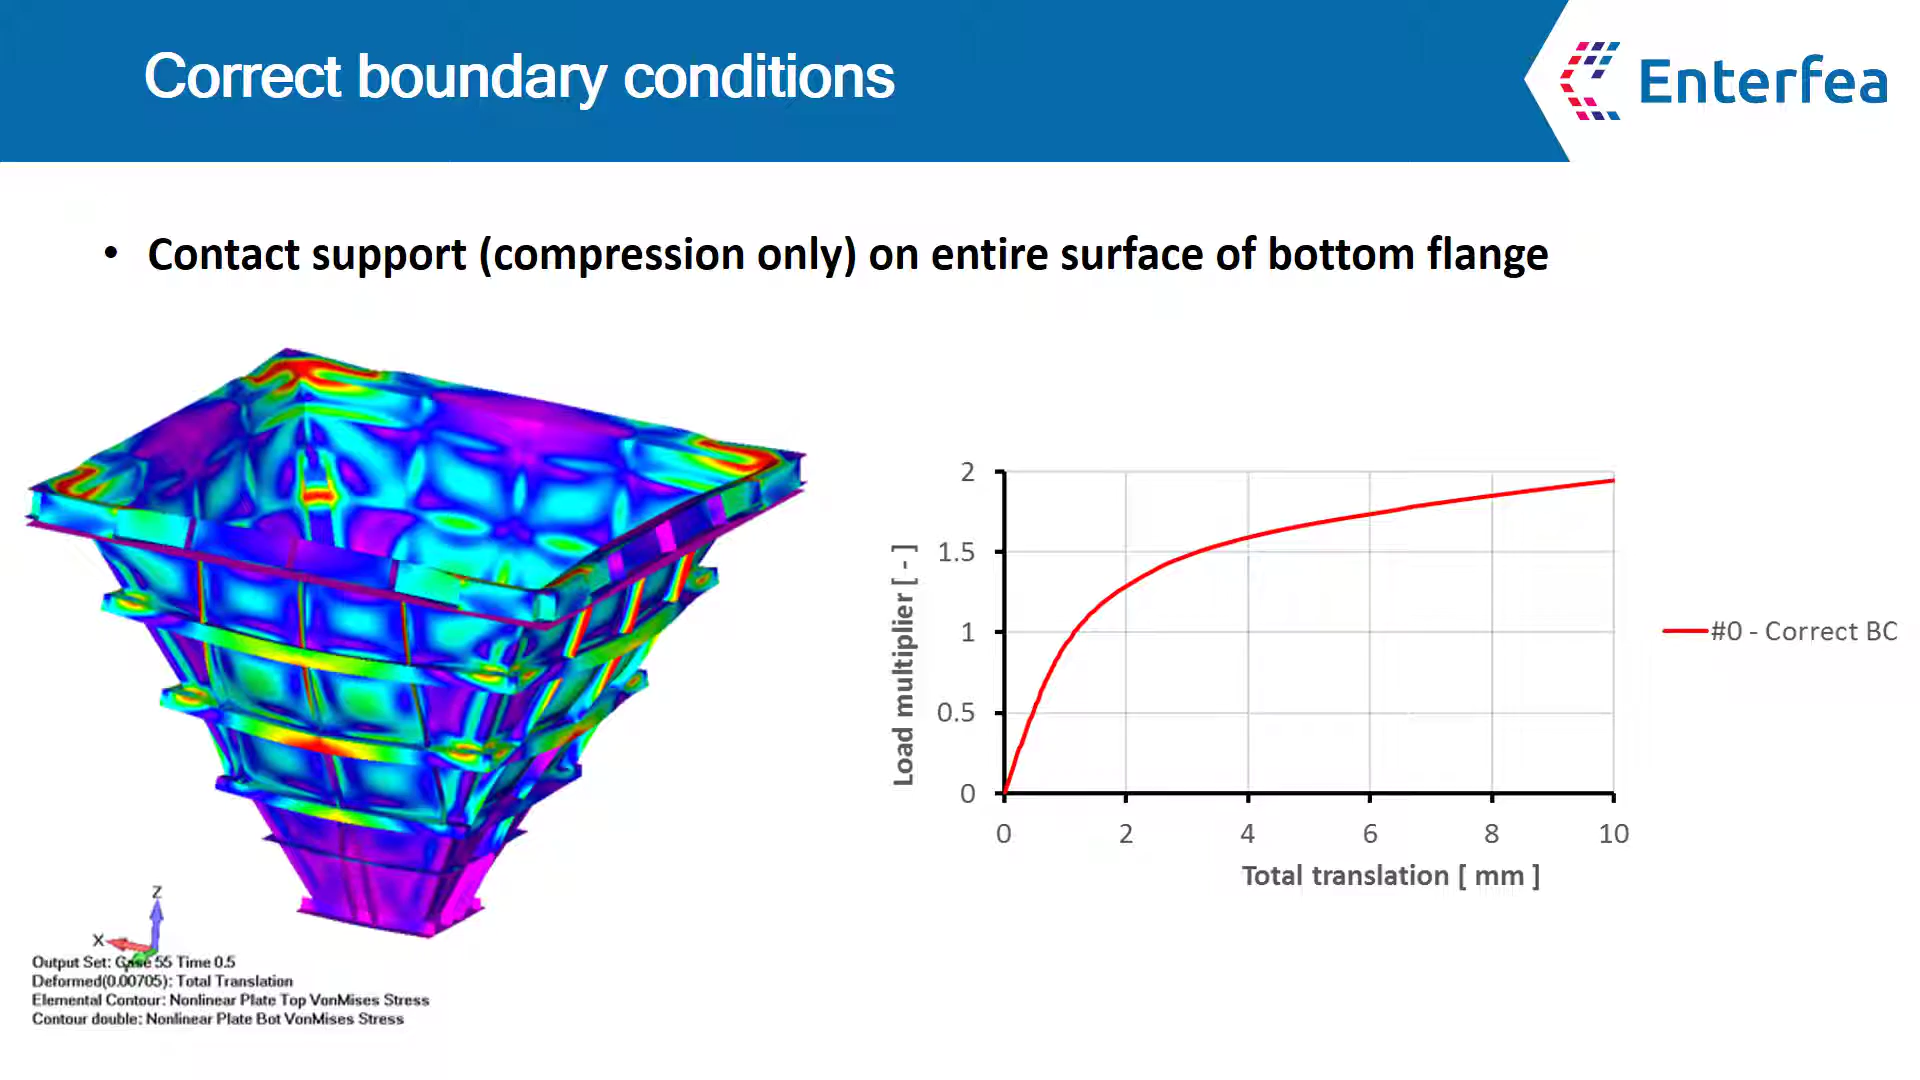 Correct boundary conditions
Enterfea
• Contact support (compression only) on entire surface of bottom flange
2
1.5
1
0.5
0
0 2 4 6 8 10
Load multiplier [ - ]
Total translation [ mm ]
#0 - Correct BC
Z
X
Output Set: Case 55 Time 0.5
Deformed(0.00705): Total Translation
Elemental Contour: Nonlinear Plate Top VonMises Stress
Contour double: Nonlinear Plate Bot VonMises Stress